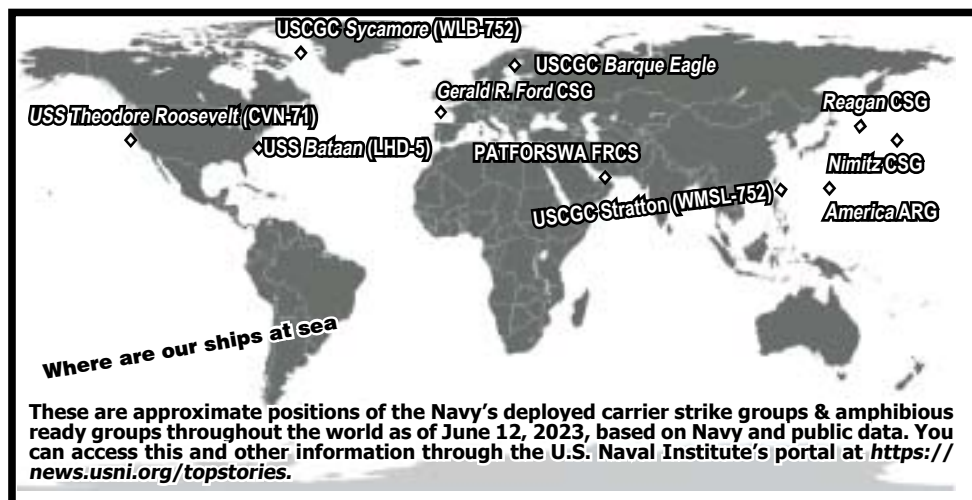 USCGC Sycamore (WLB-752)
USCGC Barque Eagle
Gerald R. Ford CSG
Reagan CSG
USS Theodore Roosevelt (CVN-71)
USS Bataan (LHD-5)
PATFORSWA FRCS
Nimitz CSG
USCGC Stratton (WMSL-752)
America ARG
Where are our ships at sea
These are approximate positions of the Navy's deployed carrier strike groups & amphibious
ready groups throughout the world as of June 12, 2023, based on Navy and public data. You
can access this and other information through the U.S. Naval Institute's portal at https://
news.usni.org/topstories.